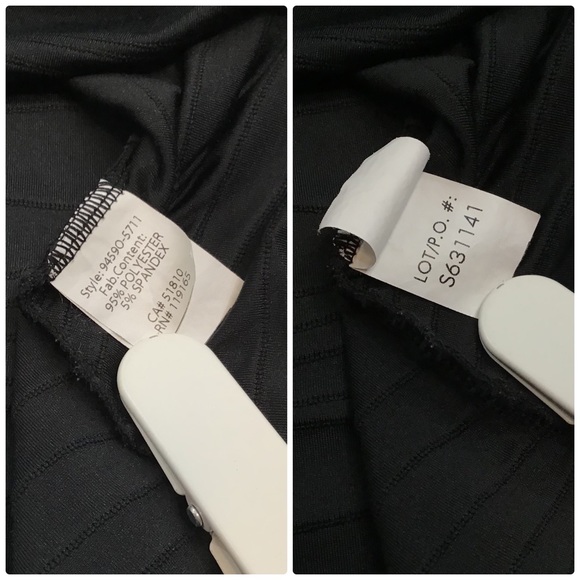 Style: 94590-5711
Fab.Content:
95% POLYESTER
5% SPANDEX
CA# 51810
RN# 119165
LOT/P.O. #:
S631141